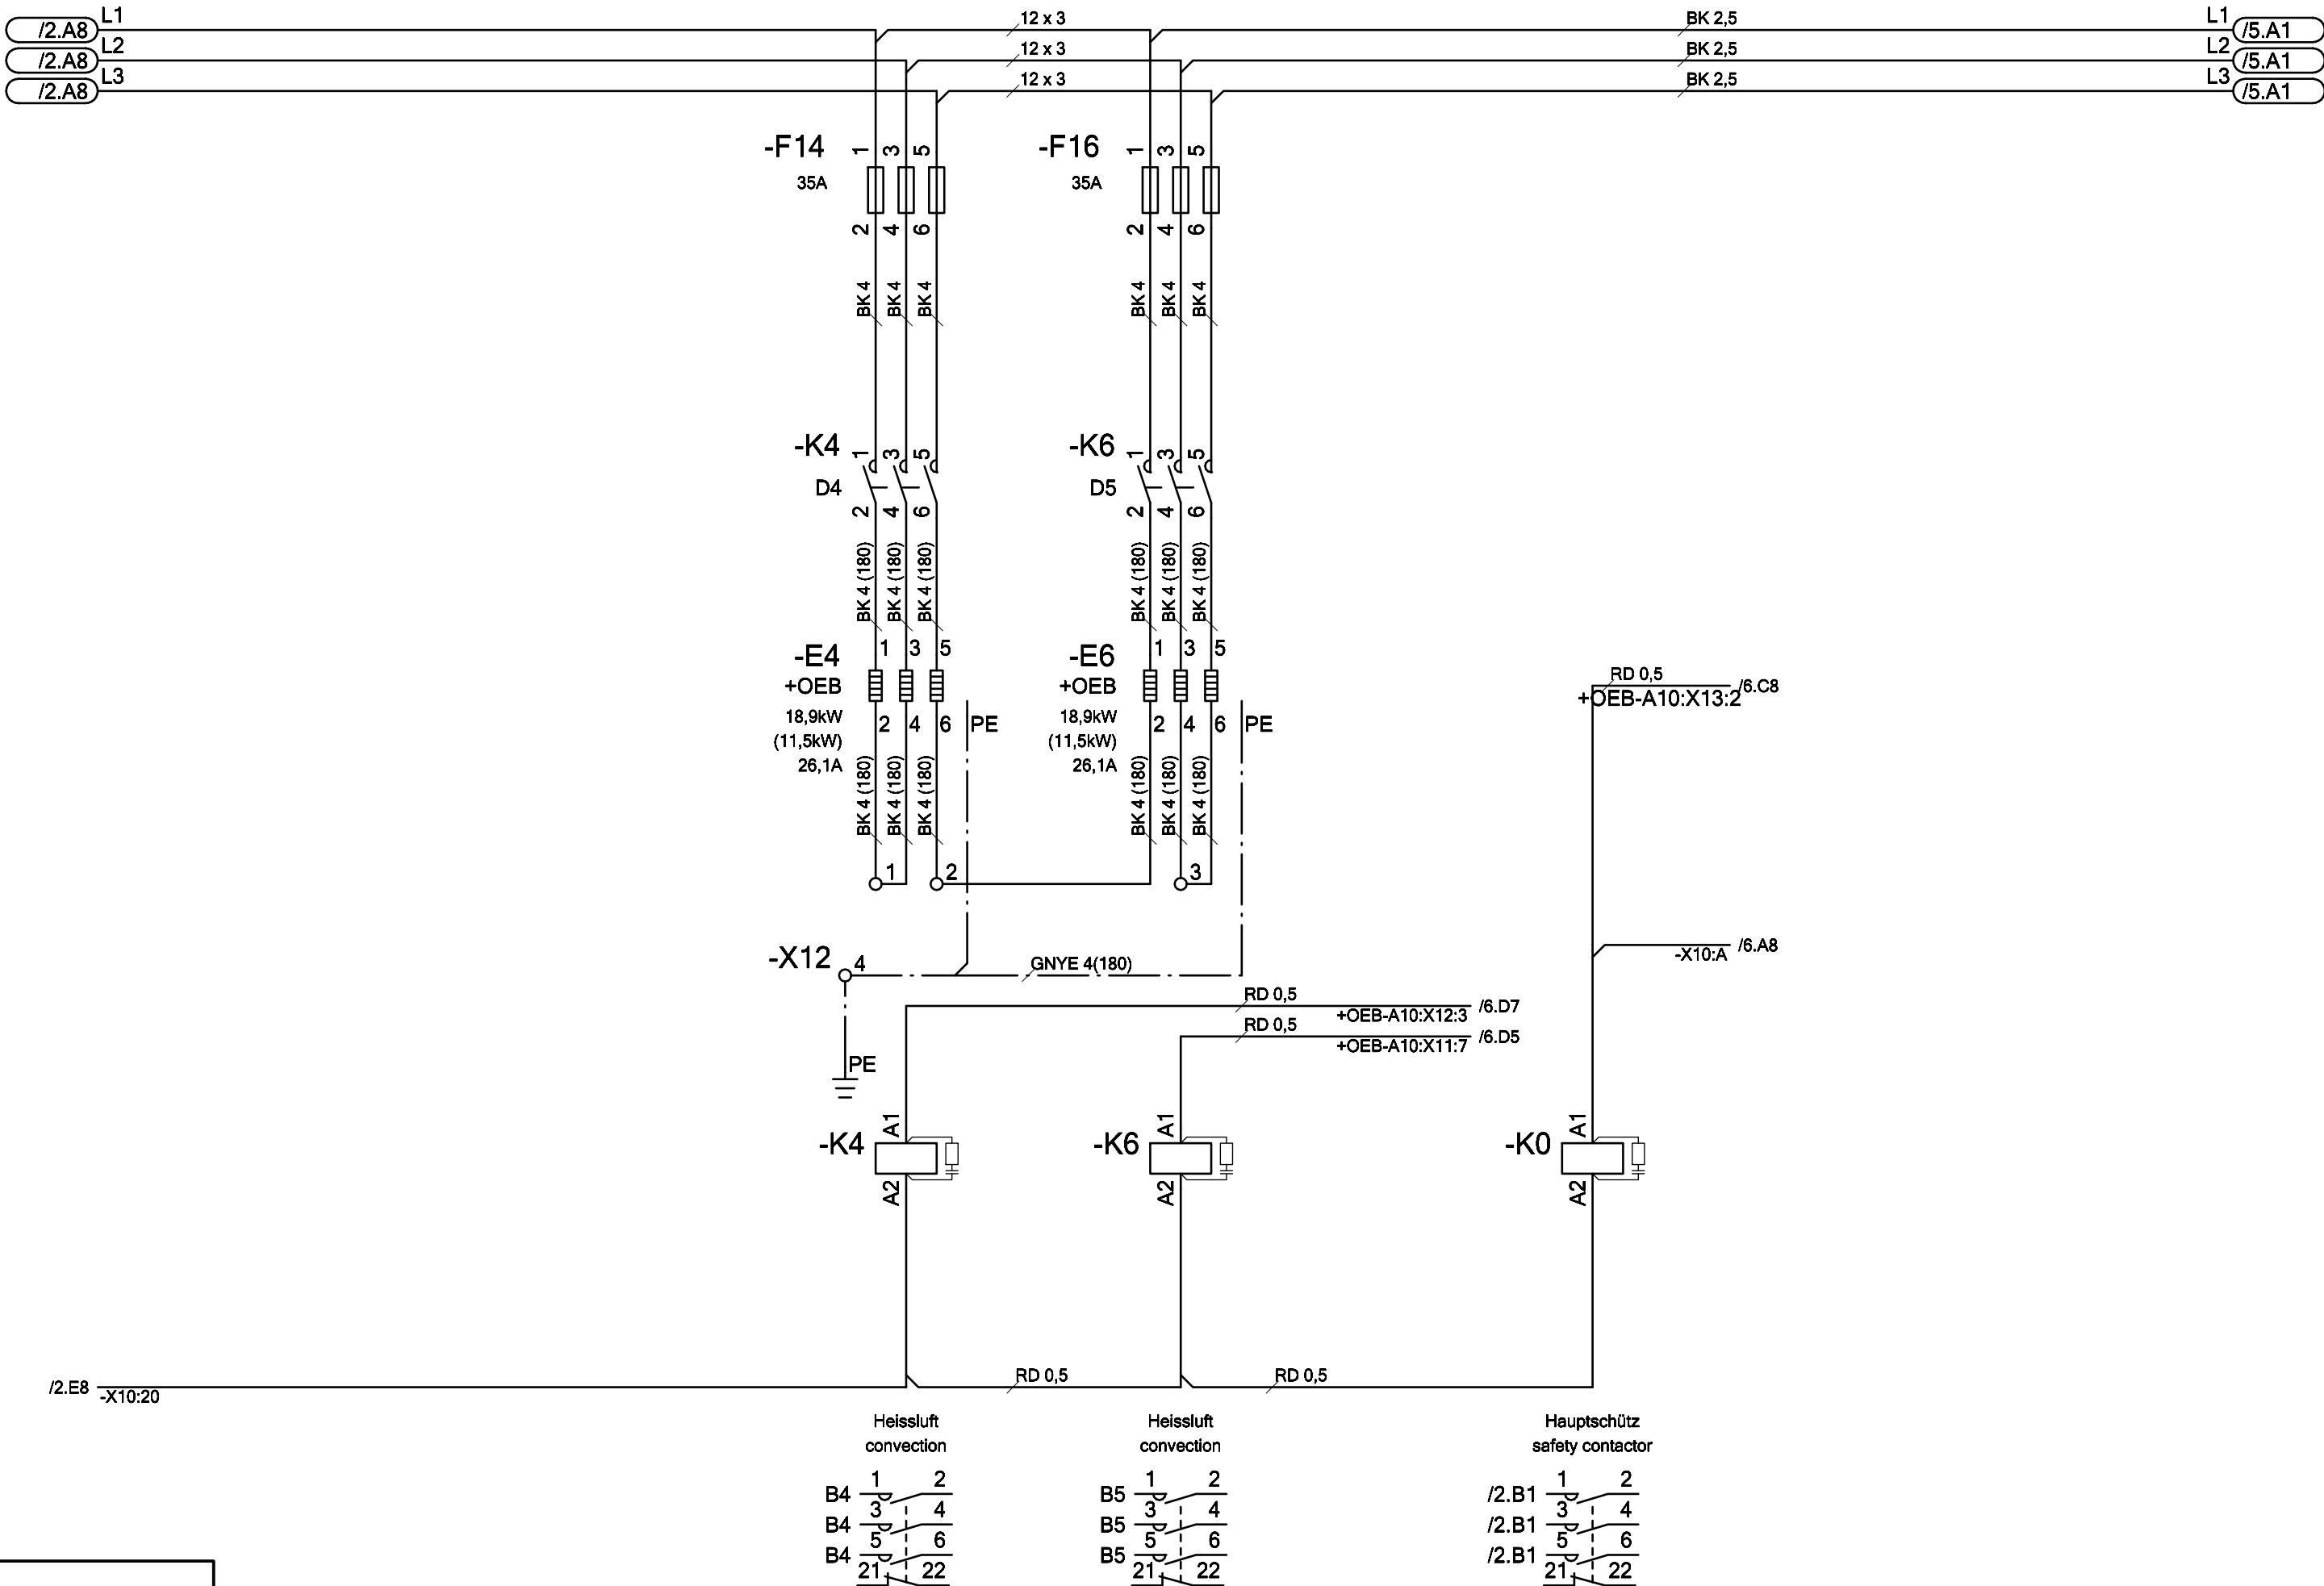 L1 12 x 3 BK 2,5 L1
/2.A8 /5.A1
L2 12 x 3 BK 2,5 L2
/2.A8 /5.A1
L3 12 x 3 BK 2,5 L3
/2.A8 /5.A1
-F14 1 3 5 -F16 1 3 5
35A 35A
2 4 6 2 4 6
BK 4 BK 4 BK 4 BK 4 BK 4 BK 4
-K4 1 3 5 -K6 1 3 5
D4 D5
2 4 6 2 4 6
BK 4 (180) BK 4 (180) BK 4 (180) BK 4 (180) BK 4 (180) BK 4 (180)
-E4 1 3 5 -E6 1 3 5
+OEB +OEB
RD 0,5 /6.C8
+OEB-A10:X13:2
18,9kW 2 4 6 PE 18,9kW 2 4 6 PE
(11,5kW) (11,5kW)
26,1A 26,1A
BK 4 (180) BK 4 (180) BK 4 (180) BK 4 (180) BK 4 (180) BK 4 (180)
1 2 3
-X10:A /6.A8
-X12 4 GNYE 4(180)
RD 0,5 /6.D7
+OEB-A10:X12:3
RD 0,5 /6.D5
+OEB-A10:X11:7
PE
A1 A1 A1
-K4 -K6 -K0
A2 A2 A2
/2.E8 RD 0,5 RD 0,5
-X10:20
Heissluft Heissluft Hauptschütz
convection convection safety contactor
1 2 1 2 1 2
B4 B5 /2.B1
3 4 3 4 3 4
B4 B5 /2.B1
5 6 5 6 5 6
B4 B5 /2.B1
21 22 21 22 21 22